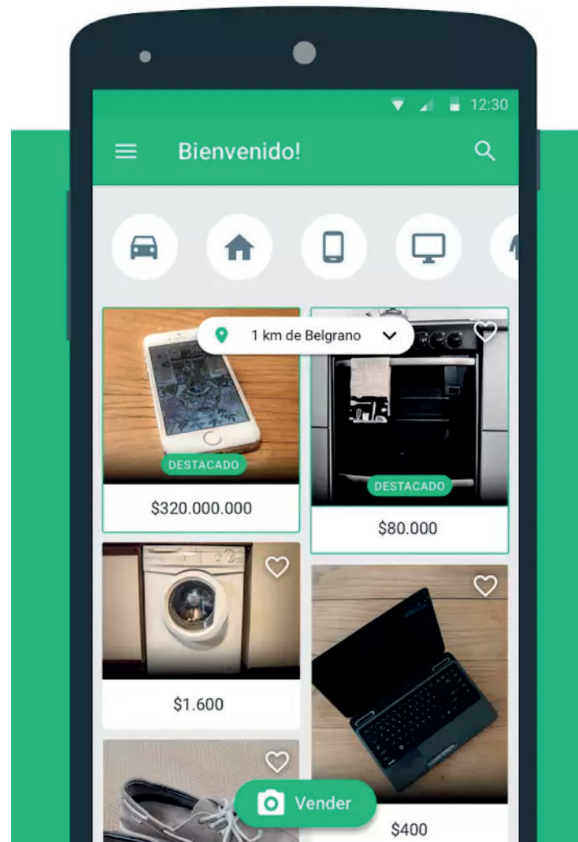 12:30
Bienvenido!
1 km de Belgrano
DESTACADO
$320.000.000
DESTACADO
$80.000
$1.600
Vender
$400